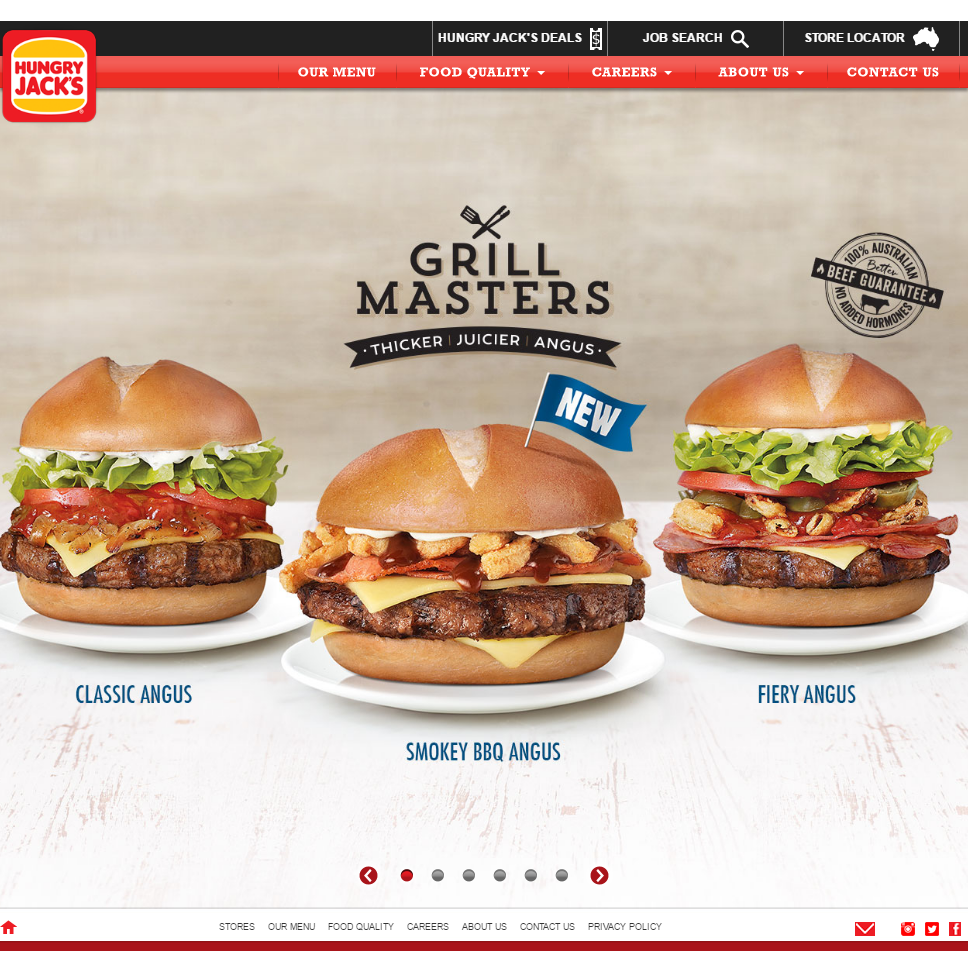 HUNGRY JACK'S DEALS
JOB SEARCH
STORE LOCATOR
HUNGRY
JACK'S
®
OUR MENU
FOOD QUALITY
CAREERS
ABOUT US
CONTACT US
GRILL
MASTERS
· THICKER | JUICIER | ANGUS ·
100% AUSTRALIAN
Better
BEEF GUARANTEE
NO ADDED HORMONES
NEW
CLASSIC ANGUS
FIERY ANGUS
SMOKEY BBQ ANGUS
STORES OUR MENU FOOD QUALITY CAREERS ABOUT US CONTACT US PRIVACY POLICY